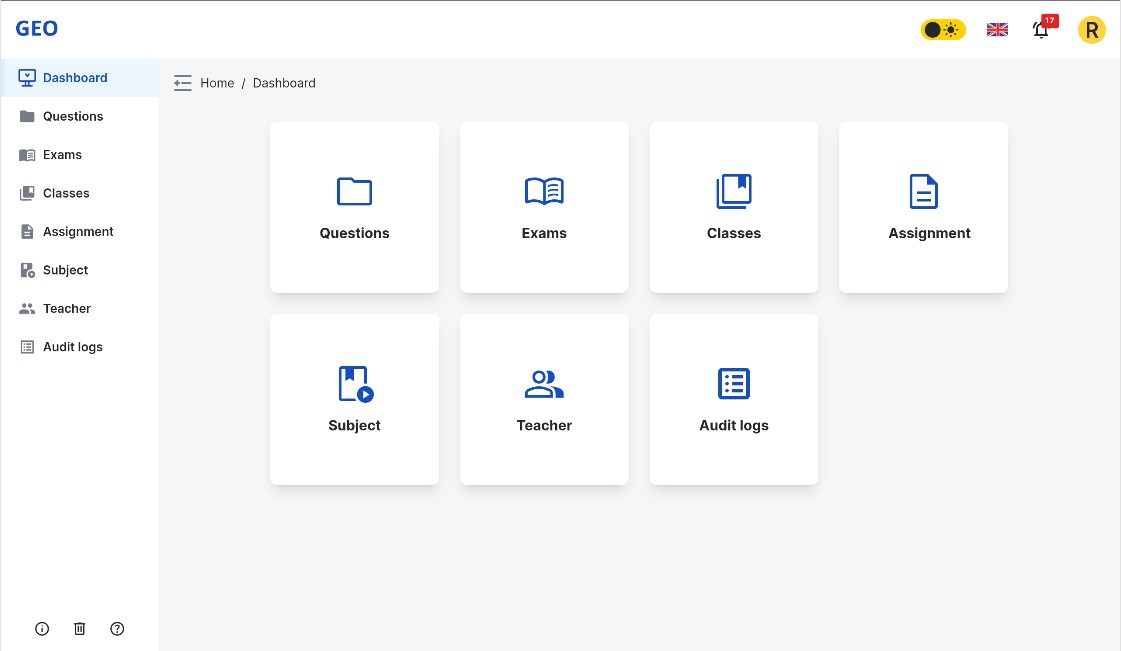 GEO
17
R
Dashboard
Questions
Exams
Classes
Assignment
Subject
Teacher
Audit logs
Home / Dashboard
Questions
Exams
Classes
Assignment
Subject
Teacher
Audit logs